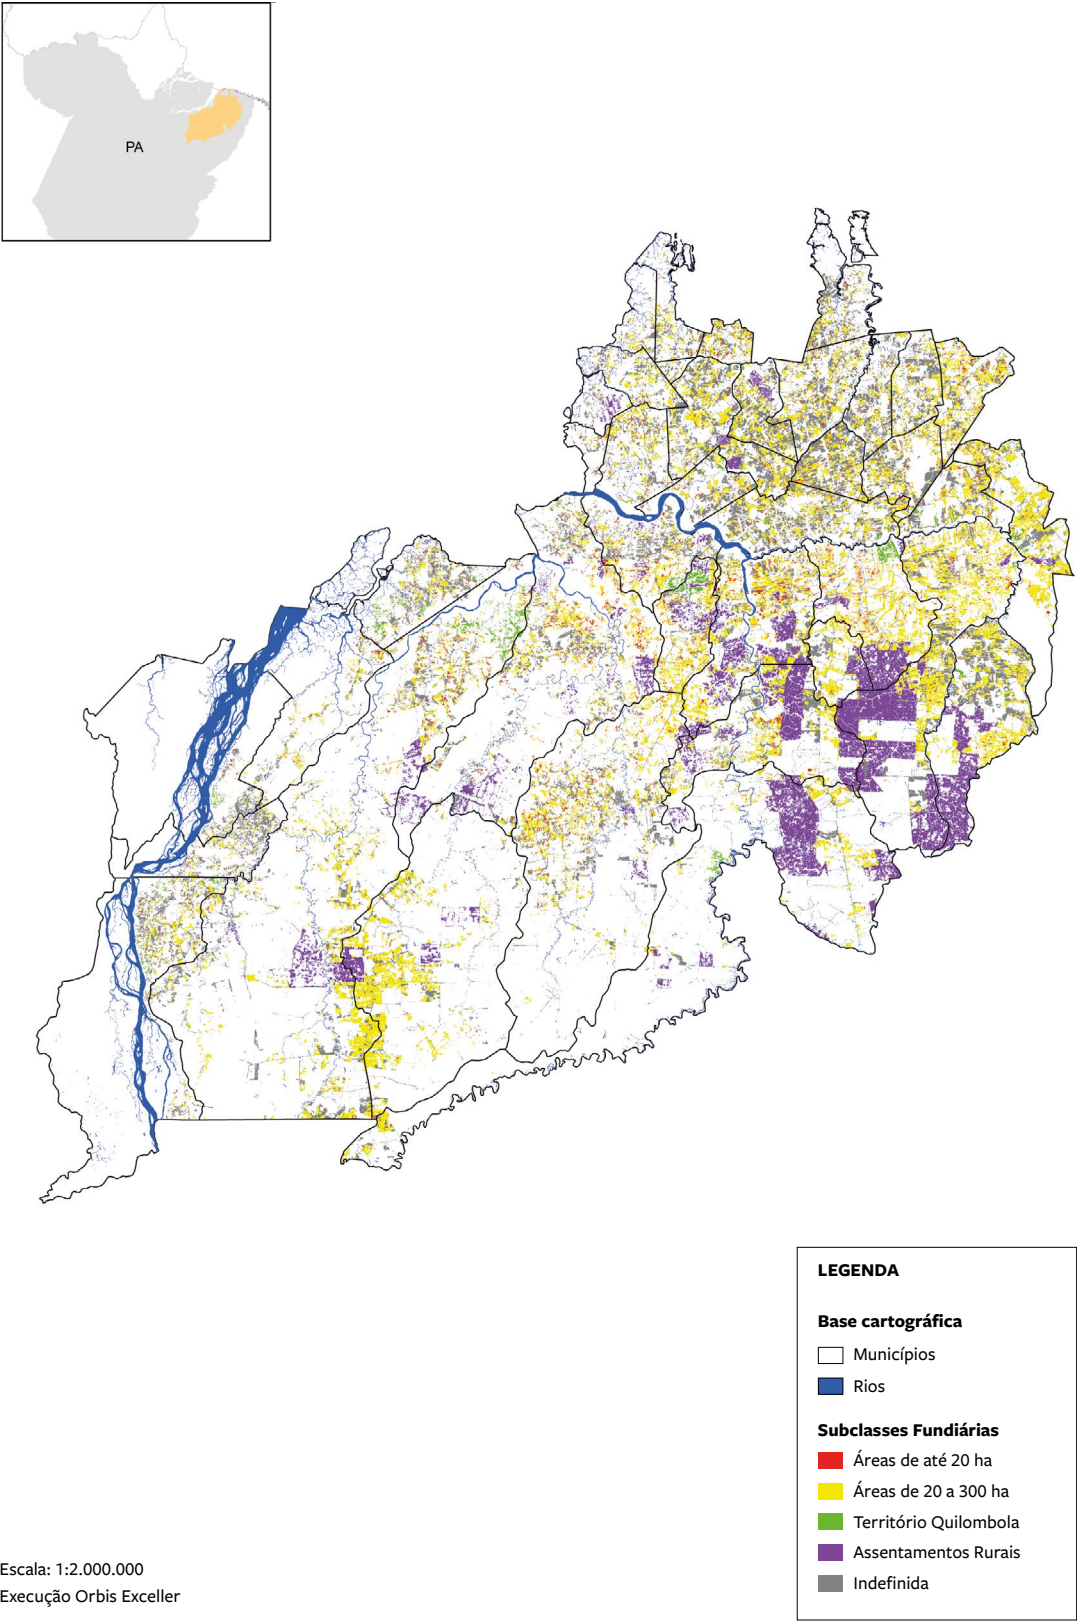 PA
LEGENDA
Base cartográfica
Municípios
Rios
Subclasses Fundiárias
Áreas de até 20 ha
Áreas de 20 a 300 ha
Território Quilombola
Assentamentos Rurais
Indefinida
Escala: 1:2.000.000
Execução Orbis Exceller